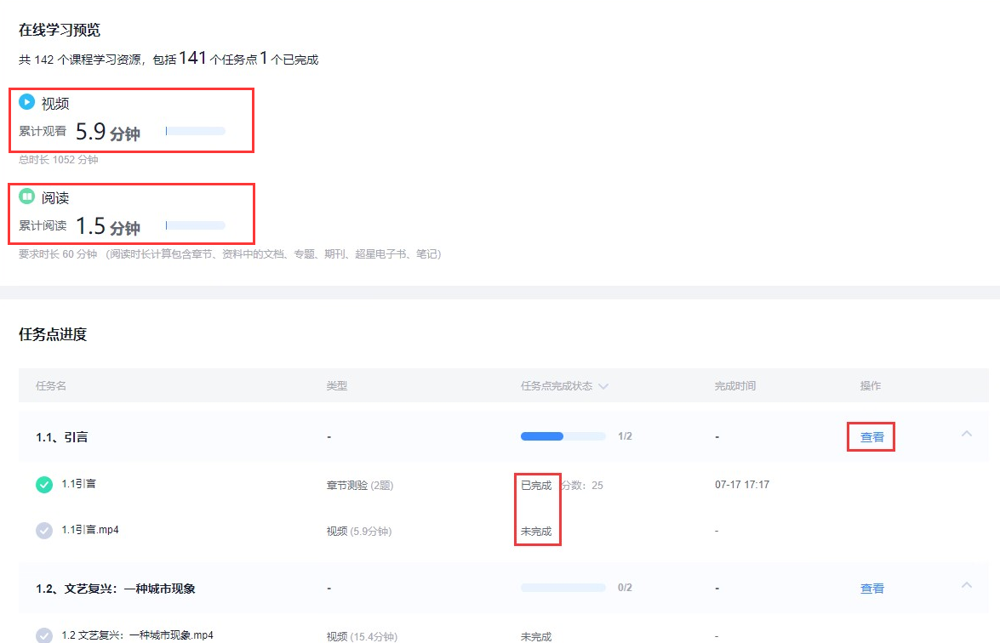 在线学习预览
共 142 个课程学习资源，包括141个任务点1个已完成
视频
累计观看 5.9 分钟
总时长 1052 分钟
阅读
累计阅读 1.5 分钟
要求时长 60 分钟 （阅读时长计算包含章节、资料中的文档、专题、期刊、超星电子书、笔记）
任务点进度
任务名 类型 任务点完成状态 完成时间 操作
1.1、引言 - 1/2 - 查看
1.1引言 章节测验 (2题) 已完成 分数：25 07-17 17:17
1.1引言.mp4 视频 (5.9分钟) 未完成 -
1.2、文艺复兴：一种城市现象 - 0/2 - 查看
1.2 文艺复兴：一种城市现象.mp4 视频 (15.4分钟) 未完成 -